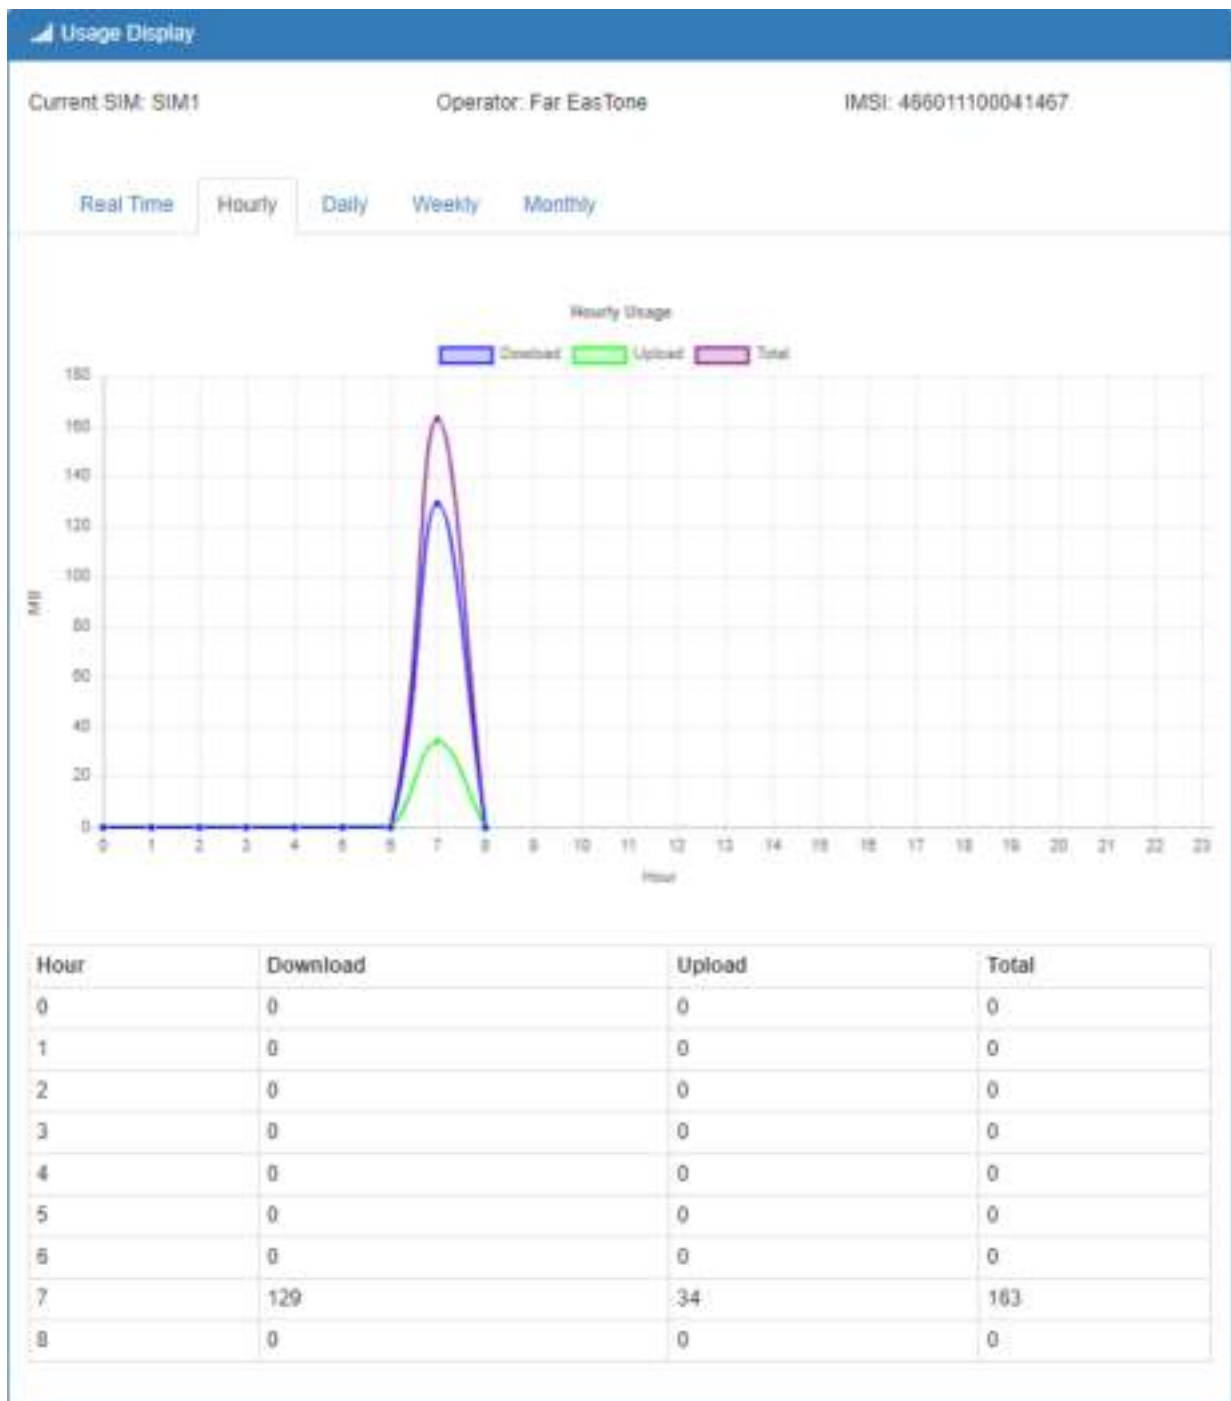 Usage Display
Current SIM: SIM1 Operator: Far EasTone IMSI: 466011100041467
Real Time Hourly Daily Weekly Monthly
Hourly Usage
Dowload Upload Total
180
160
140
120
100
80
60
40
20
0
MB
0 1 2 3 4 5 6 7 8 9 10 11 12 13 14 15 16 17 18 19 20 21 22 23
Hour
Hour Download Upload Total
0 0 0 0
1 0 0 0
2 0 0 0
3 0 0 0
4 0 0 0
5 0 0 0
6 0 0 0
7 129 34 163
8 0 0 0